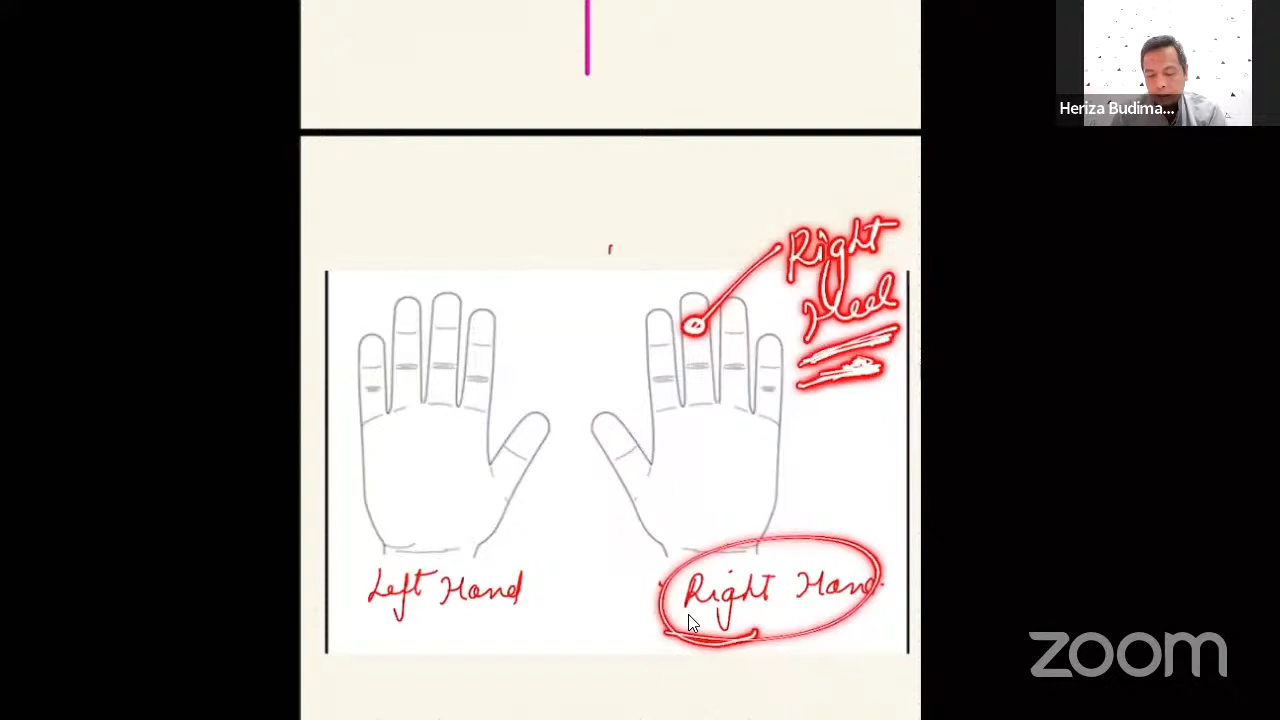 Heriza Budima...
Right
Heel
Left Hand
Right Hand
zoom